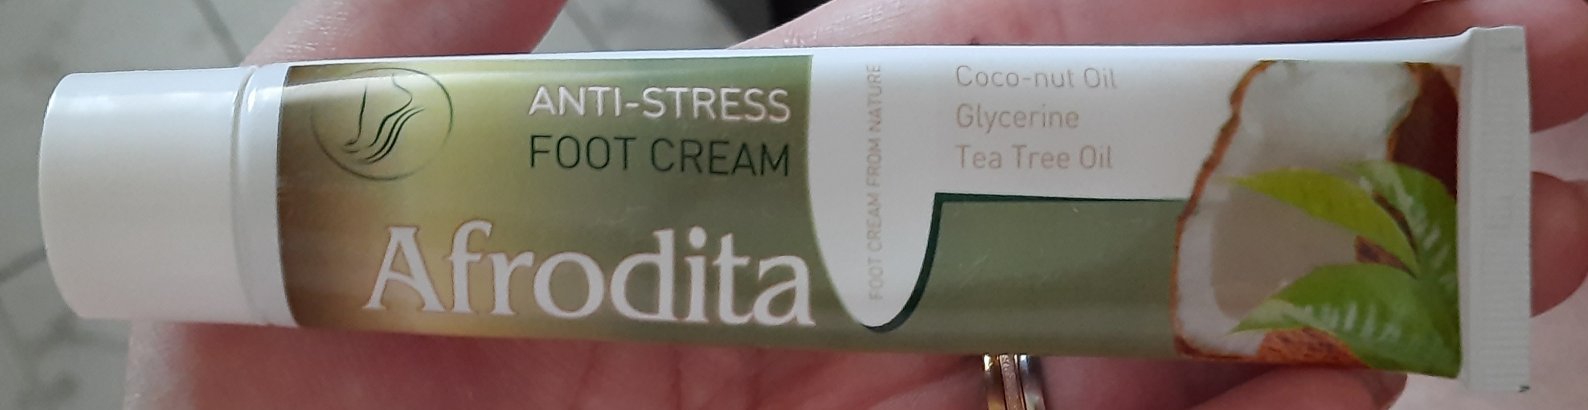 ANTI-STRESS
FOOT CREAM
Afrodita
FOOT CREAM FROM NATURE
Coco-nut Oil
Glycerine
Tea Tree Oil